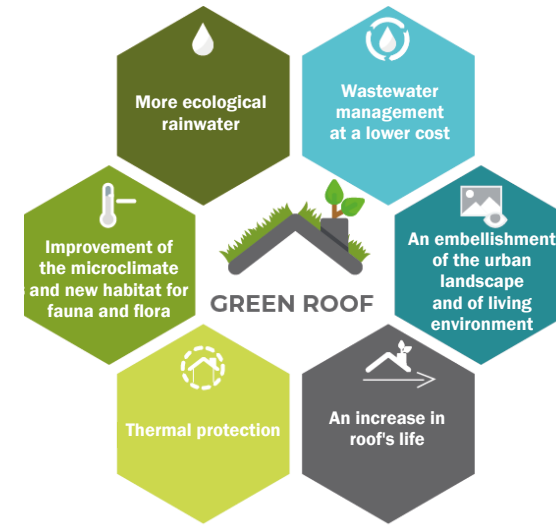 More ecological
rainwater
Wastewater
management
at a lower cost
Improvement of
the microclimate
s and new habitat for
fauna and flora
An embellishment
of the urban
landscape
and of living
environment
GREEN ROOF
Thermal protection
An increase in
roof's life